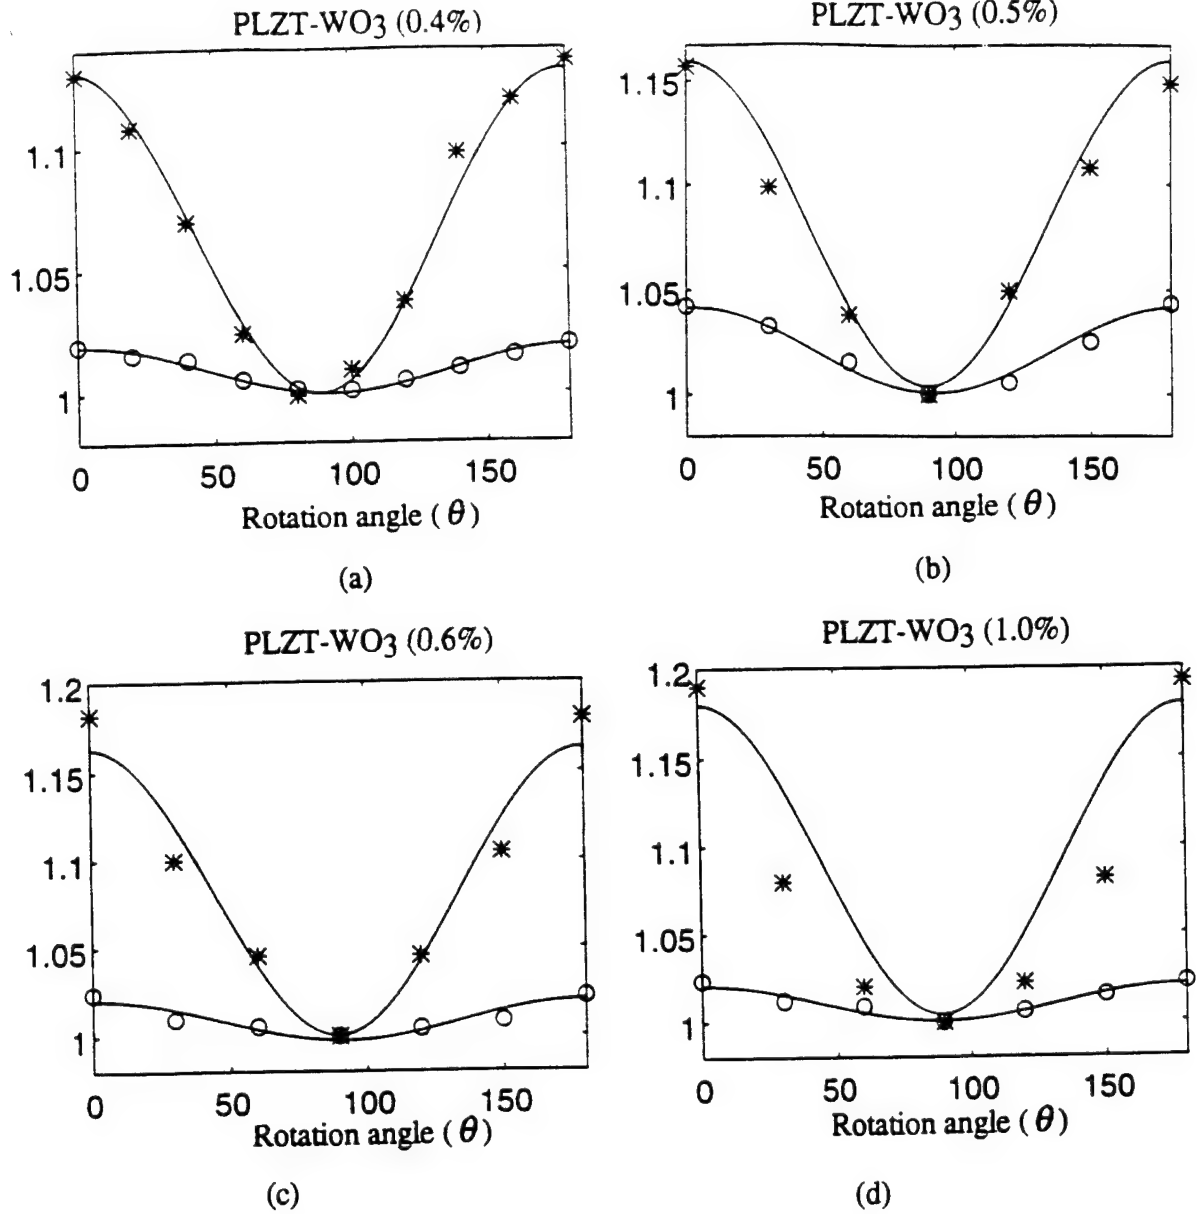 PLZT-WO3 (0.4%)
1.1
1.05
1
0 50 100 150
Rotation angle ( θ )
(a)
PLZT-WO3 (0.5%)
1.15
1.1
1.05
1
0 50 100 150
Rotation angle ( θ )
(b)
PLZT-WO3 (0.6%)
1.2
1.15
1.1
1.05
1
0 50 100 150
Rotation angle ( θ )
(c)
PLZT-WO3 (1.0%)
1.2
1.15
1.1
1.05
1
0 50 100 150
Rotation angle ( θ )
(d)